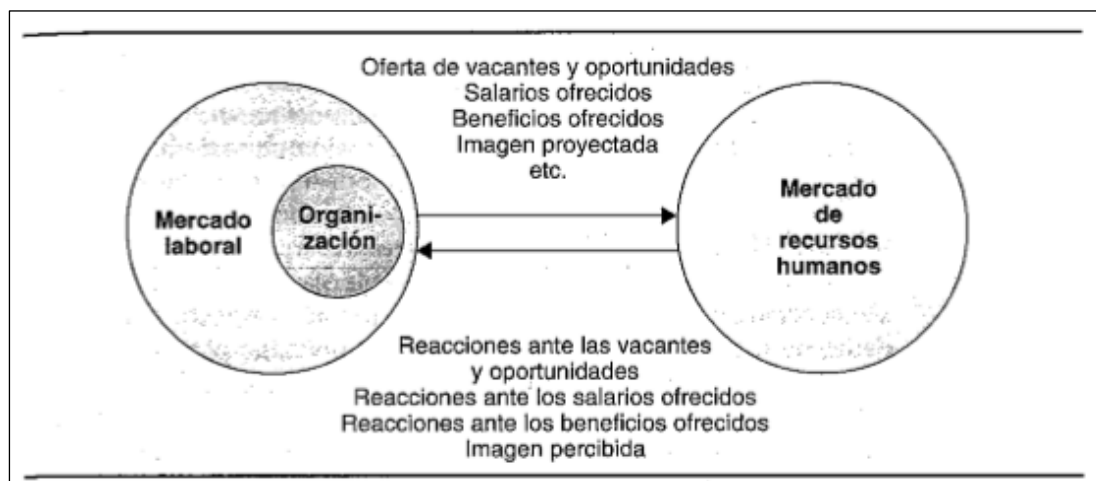 Oferta de vacantes y oportunidades
Salarios ofrecidos
Beneficios ofrecidos
Imagen proyectada
etc.
Mercado
laboral
Organi-
zación
Mercado
de
recursos
humanos
Reacciones ante las vacantes
y oportunidades
Reacciones ante los salarios ofrecidos
Reacciones ante los beneficios ofrecidos
Imagen percibida